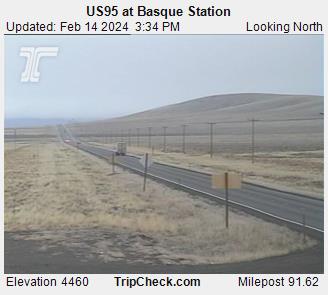 US95 at Basque Station
Updated: Feb 14 2024 3:34 PM Looking North
Elevation 4460 TripCheck.com Milepost 91.62